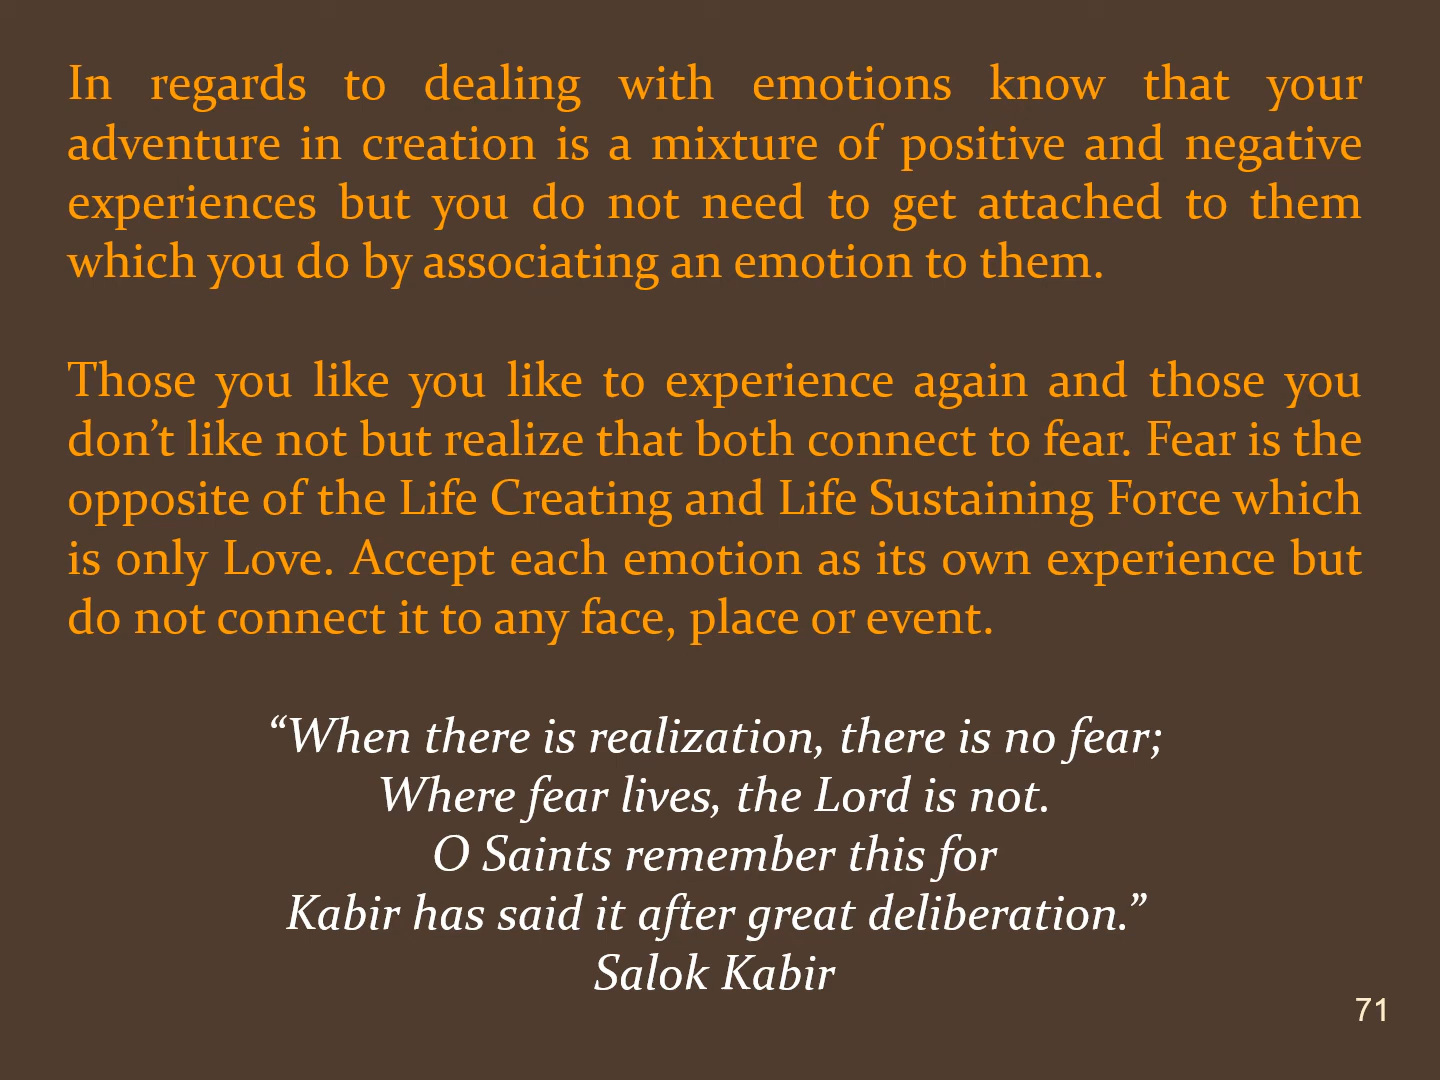 In regards to dealing with emotions know that your
adventure in creation is a mixture of positive and negative
experiences but you do not need to get attached to them
which you do by associating an emotion to them.
Those you like you like to experience again and those you
don’t like not but realize that both connect to fear. Fear is the
opposite of the Life Creating and Life Sustaining Force which
is only Love. Accept each emotion as its own experience but
do not connect it to any face, place or event.
“When there is realization, there is no fear;
Where fear lives, the Lord is not.
O Saints remember this for
Kabir has said it after great deliberation.”
Salok Kabir
71